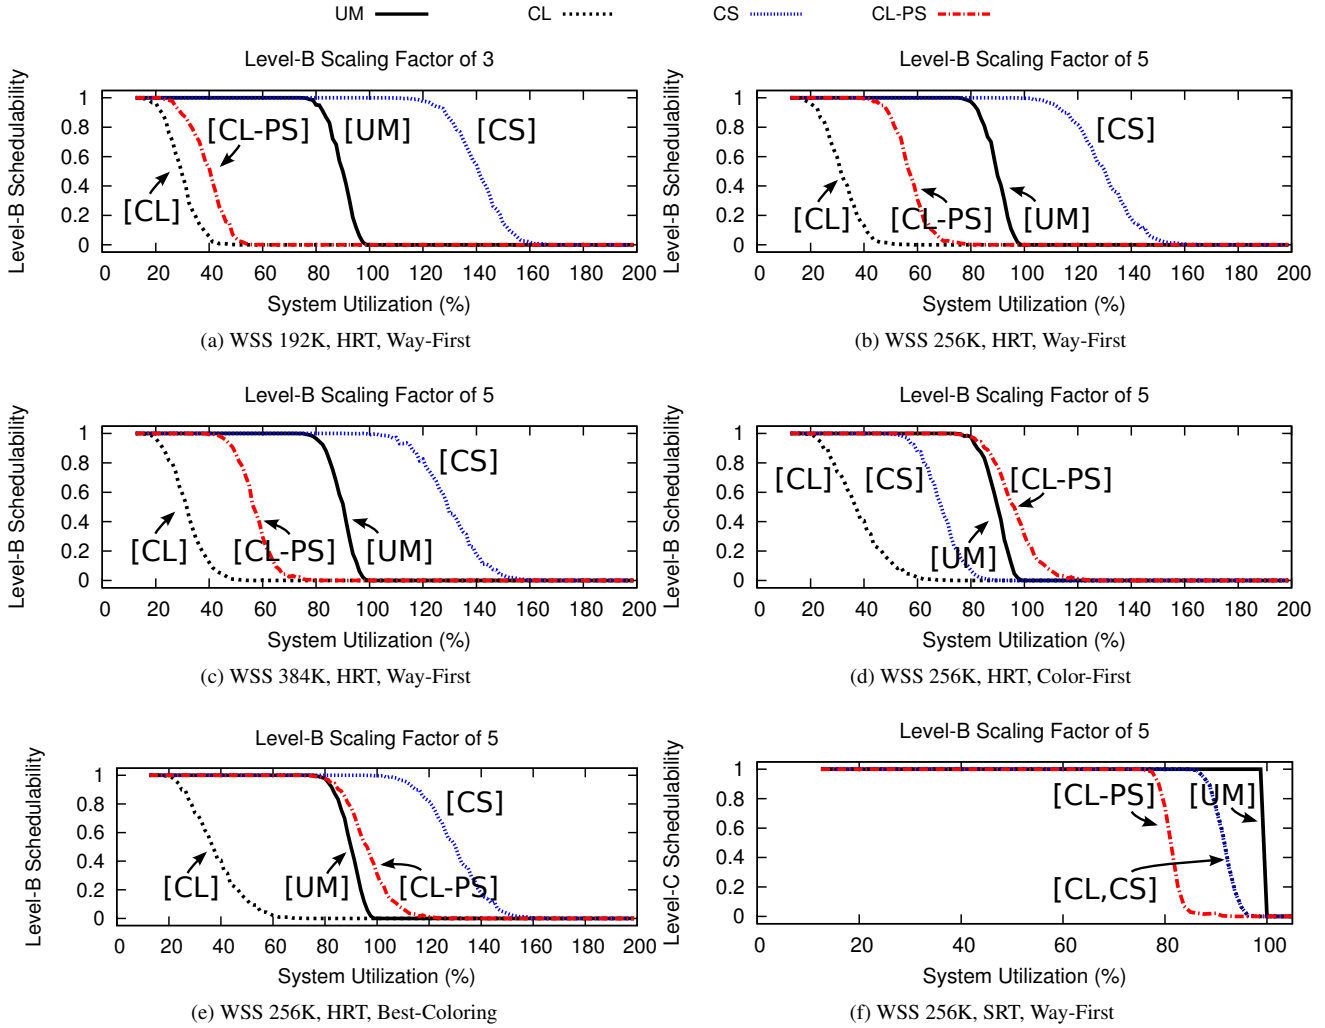 UM CL CS CL-PS
Level-B Scaling Factor of 3
Level-B Schedulability
1
0.8
0.6
0.4
0.2
0
[CL-PS] [UM] [CS]
[CL]
0 20 40 60 80 100 120 140 160 180 200
System Utilization (%)
(a) WSS 192K, HRT, Way-First
Level-B Scaling Factor of 5
Level-B Schedulability
1
0.8
0.6
0.4
0.2
0
[CS]
[CL] [CL-PS] [UM]
0 20 40 60 80 100 120 140 160 180 200
System Utilization (%)
(b) WSS 256K, HRT, Way-First
Level-B Scaling Factor of 5
Level-B Schedulability
1
0.8
0.6
0.4
0.2
0
[CS]
[CL] [CL-PS] [UM]
0 20 40 60 80 100 120 140 160 180 200
System Utilization (%)
(c) WSS 384K, HRT, Way-First
Level-B Scaling Factor of 5
Level-B Schedulability
1
0.8
0.6
0.4
0.2
0
[CL] [CS] [CL-PS]
[UM]
0 20 40 60 80 100 120 140 160 180 200
System Utilization (%)
(d) WSS 256K, HRT, Color-First
Level-B Scaling Factor of 5
Level-B Schedulability
1
0.8
0.6
0.4
0.2
0
[CS]
[CL] [UM] [CL-PS]
0 20 40 60 80 100 120 140 160 180 200
System Utilization (%)
(e) WSS 256K, HRT, Best-Coloring
Level-B Scaling Factor of 5
Level-C Schedulability
1
0.8
0.6
0.4
0.2
0
[CL-PS] [UM]
[CL,CS]
0 20 40 60 80 100
System Utilization (%)
(f) WSS 256K, SRT, Way-First